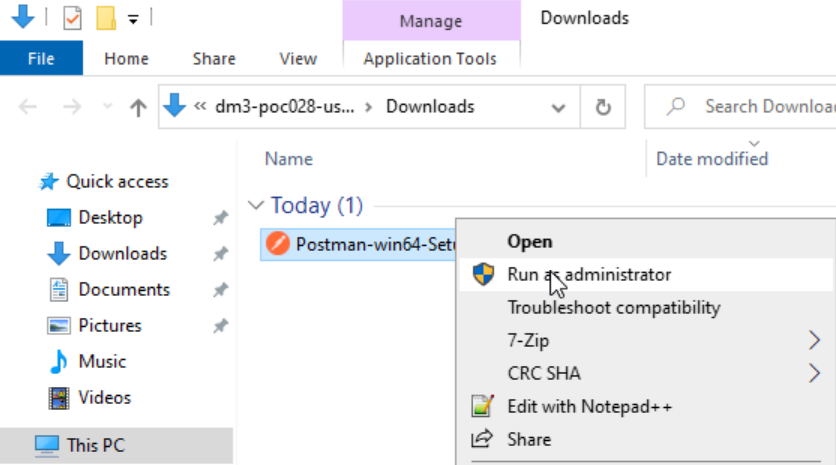 Manage
Downloads
File
Home
Share
View
Application Tools
« dm3-poc028-us... › Downloads
Search Downloa
Name
Date modified
Quick access
Today (1)
Desktop
Postman-win64-Setu
Open
Downloads
Run as administrator
Documents
Troubleshoot compatibility
Pictures
7-Zip
Music
CRC SHA
Videos
Edit with Notepad++
This PC
Share